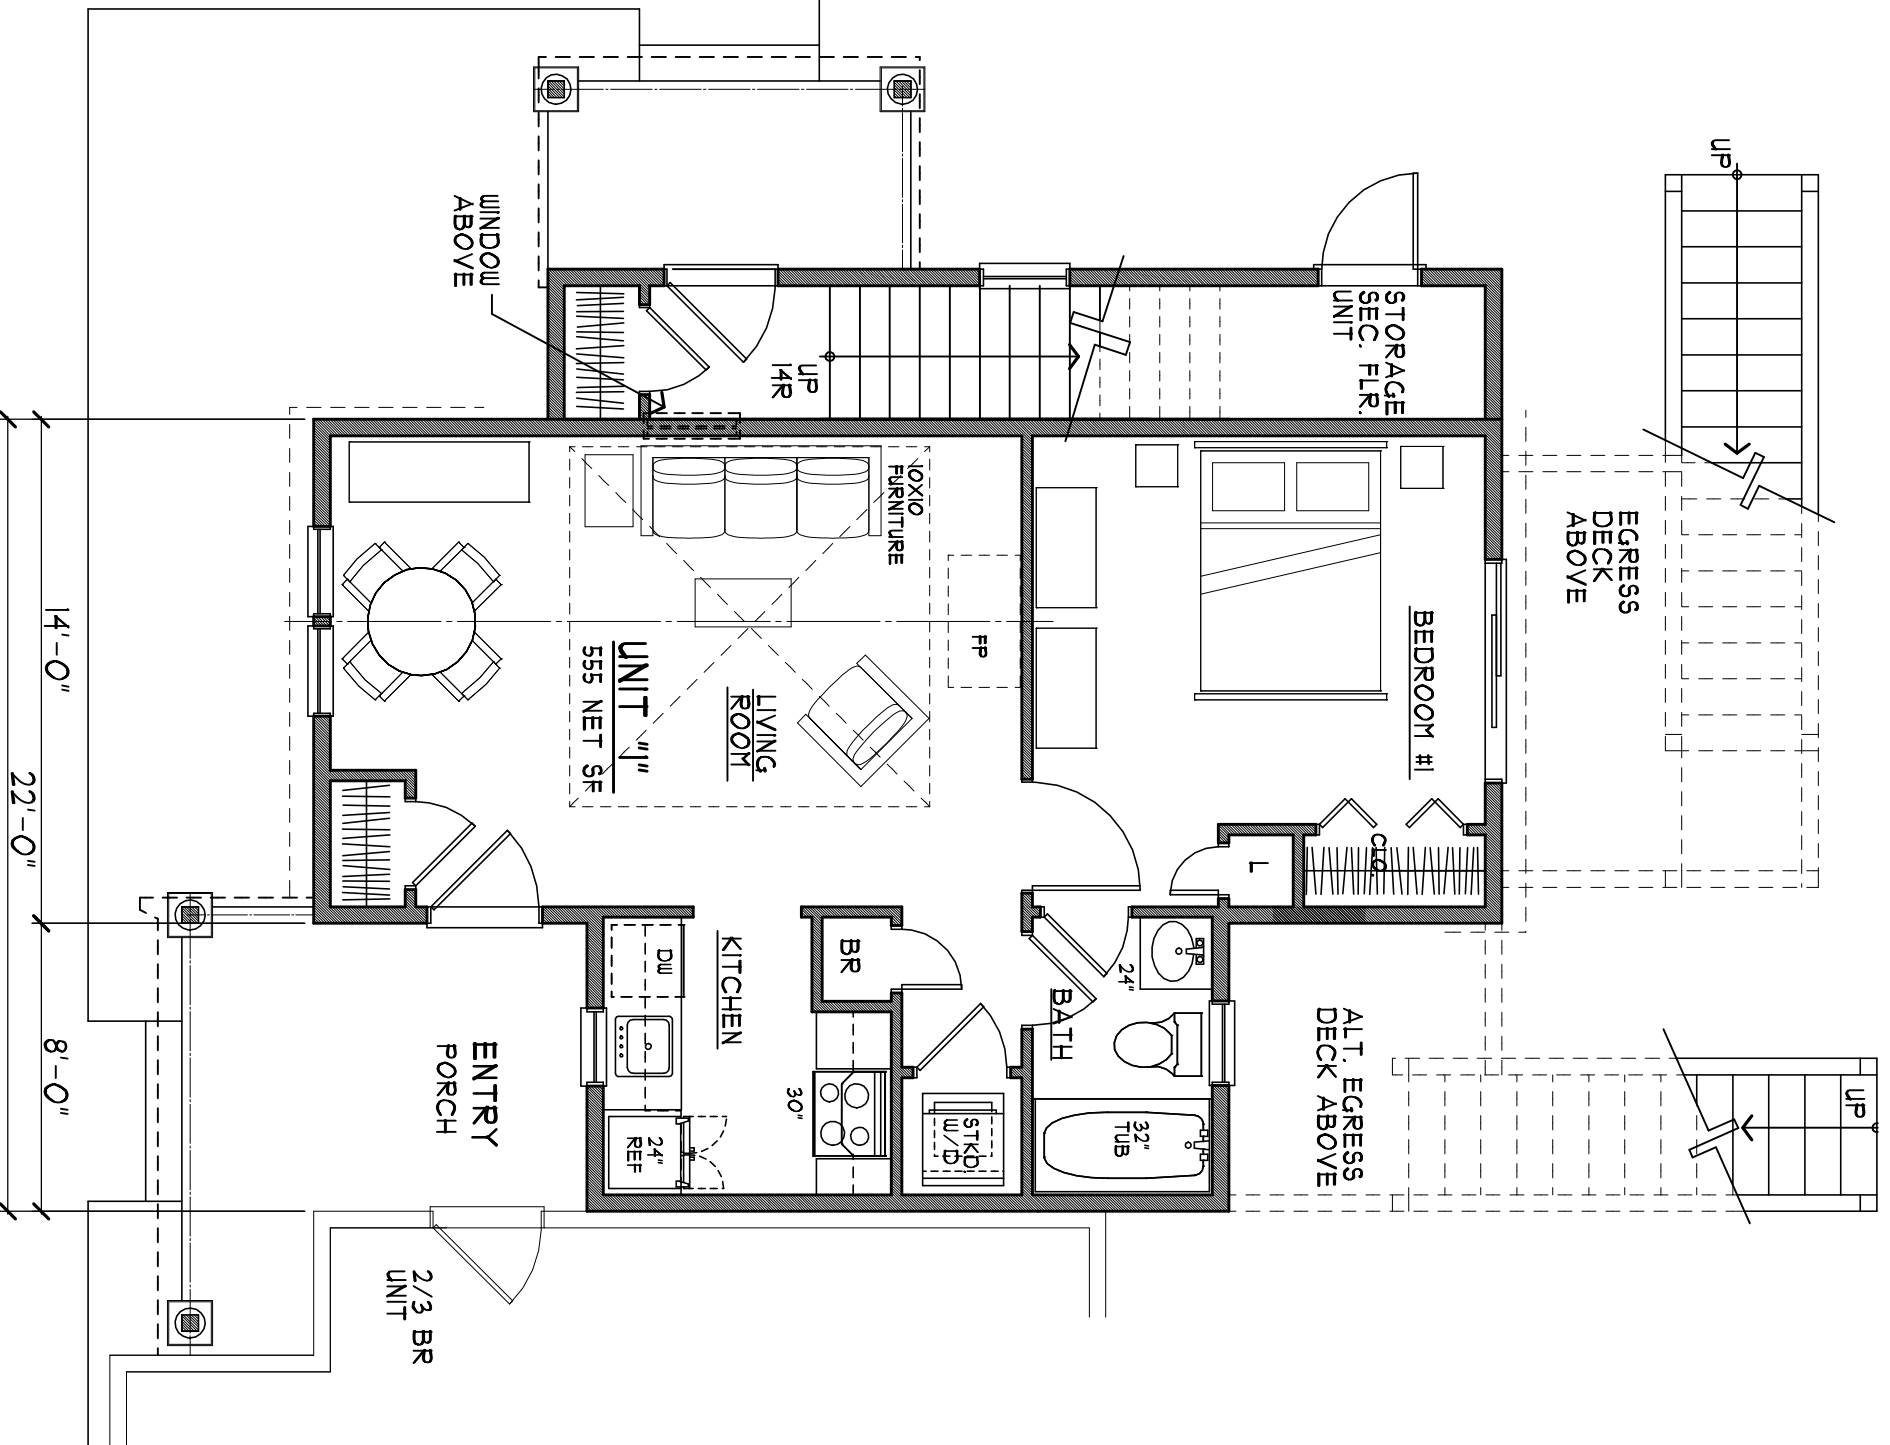 UP
WINDOW
ABOVE
STORAGE
SEC. FLR.
UNIT
UP
14R
10X10
FURNITURE
EGRESS
DECK
ABOVE
FP
BEDROOM #1
UNIT "1"
555 NET SF
LIVING
ROOM
14'-0"
22'-0"
8'-0"
CLO.
L
DW
KITCHEN
BR
24"
BATH
ALT. EGRESS
DECK ABOVE
UP
ENTRY
PORCH
30"
24"
REF
STKD
W/D
32"
TUB
2/3 BR
UNIT